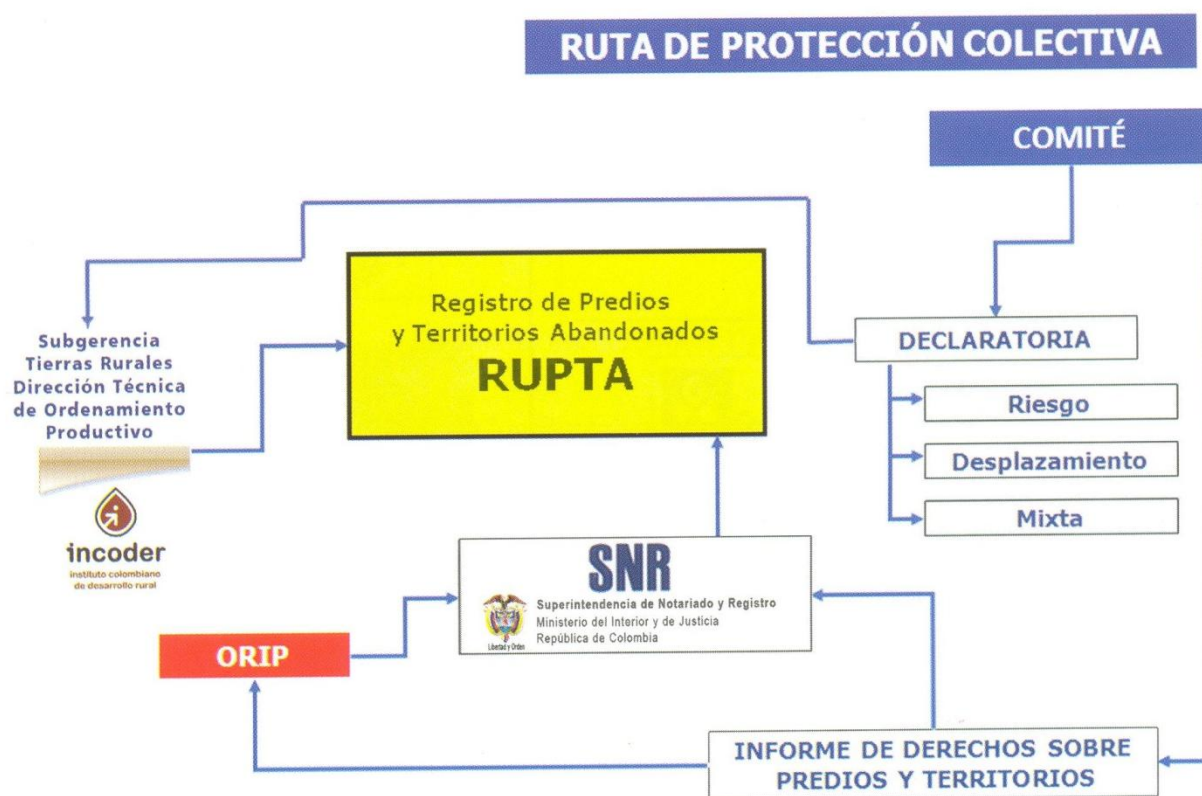 RUTA DE PROTECCIÓN COLECTIVA
COMITÉ
Registro de Predios
y Territorios Abandonados
RUPTA
DECLARATORIA
Riesgo
Desplazamiento
Mixta
Subgerencia
Tierras Rurales
Dirección Técnica
de Ordenamiento
Productivo
incoder
instituto colombiano
de desarrollo rural
SNR
Superintendencia de Notariado y Registro
Ministerio del Interior y de Justicia
República de Colombia
Libertad y Orden
ORIP
INFORME DE DERECHOS SOBRE
PREDIOS Y TERRITORIOS